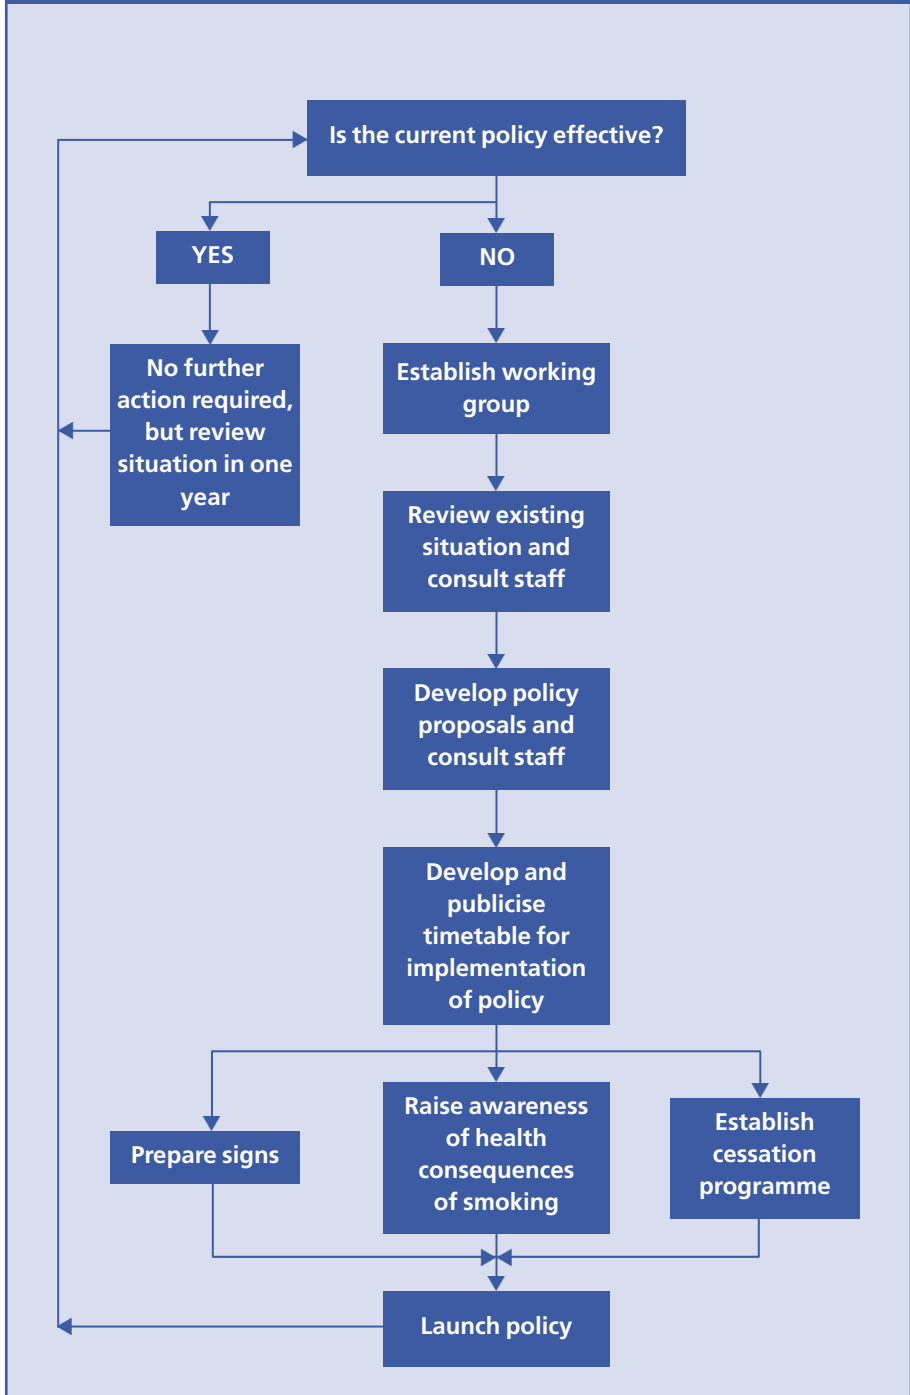 Is the current policy effective?
YES
NO
No further
action required,
but review
situation in one
year
Establish working
group
Review existing
situation and
consult staff
Develop policy
proposals and
consult staff
Develop and
publicise
timetable for
implementation
of policy
Prepare signs
Raise awareness
of health
consequences
of smoking
Establish
cessation
programme
Launch policy